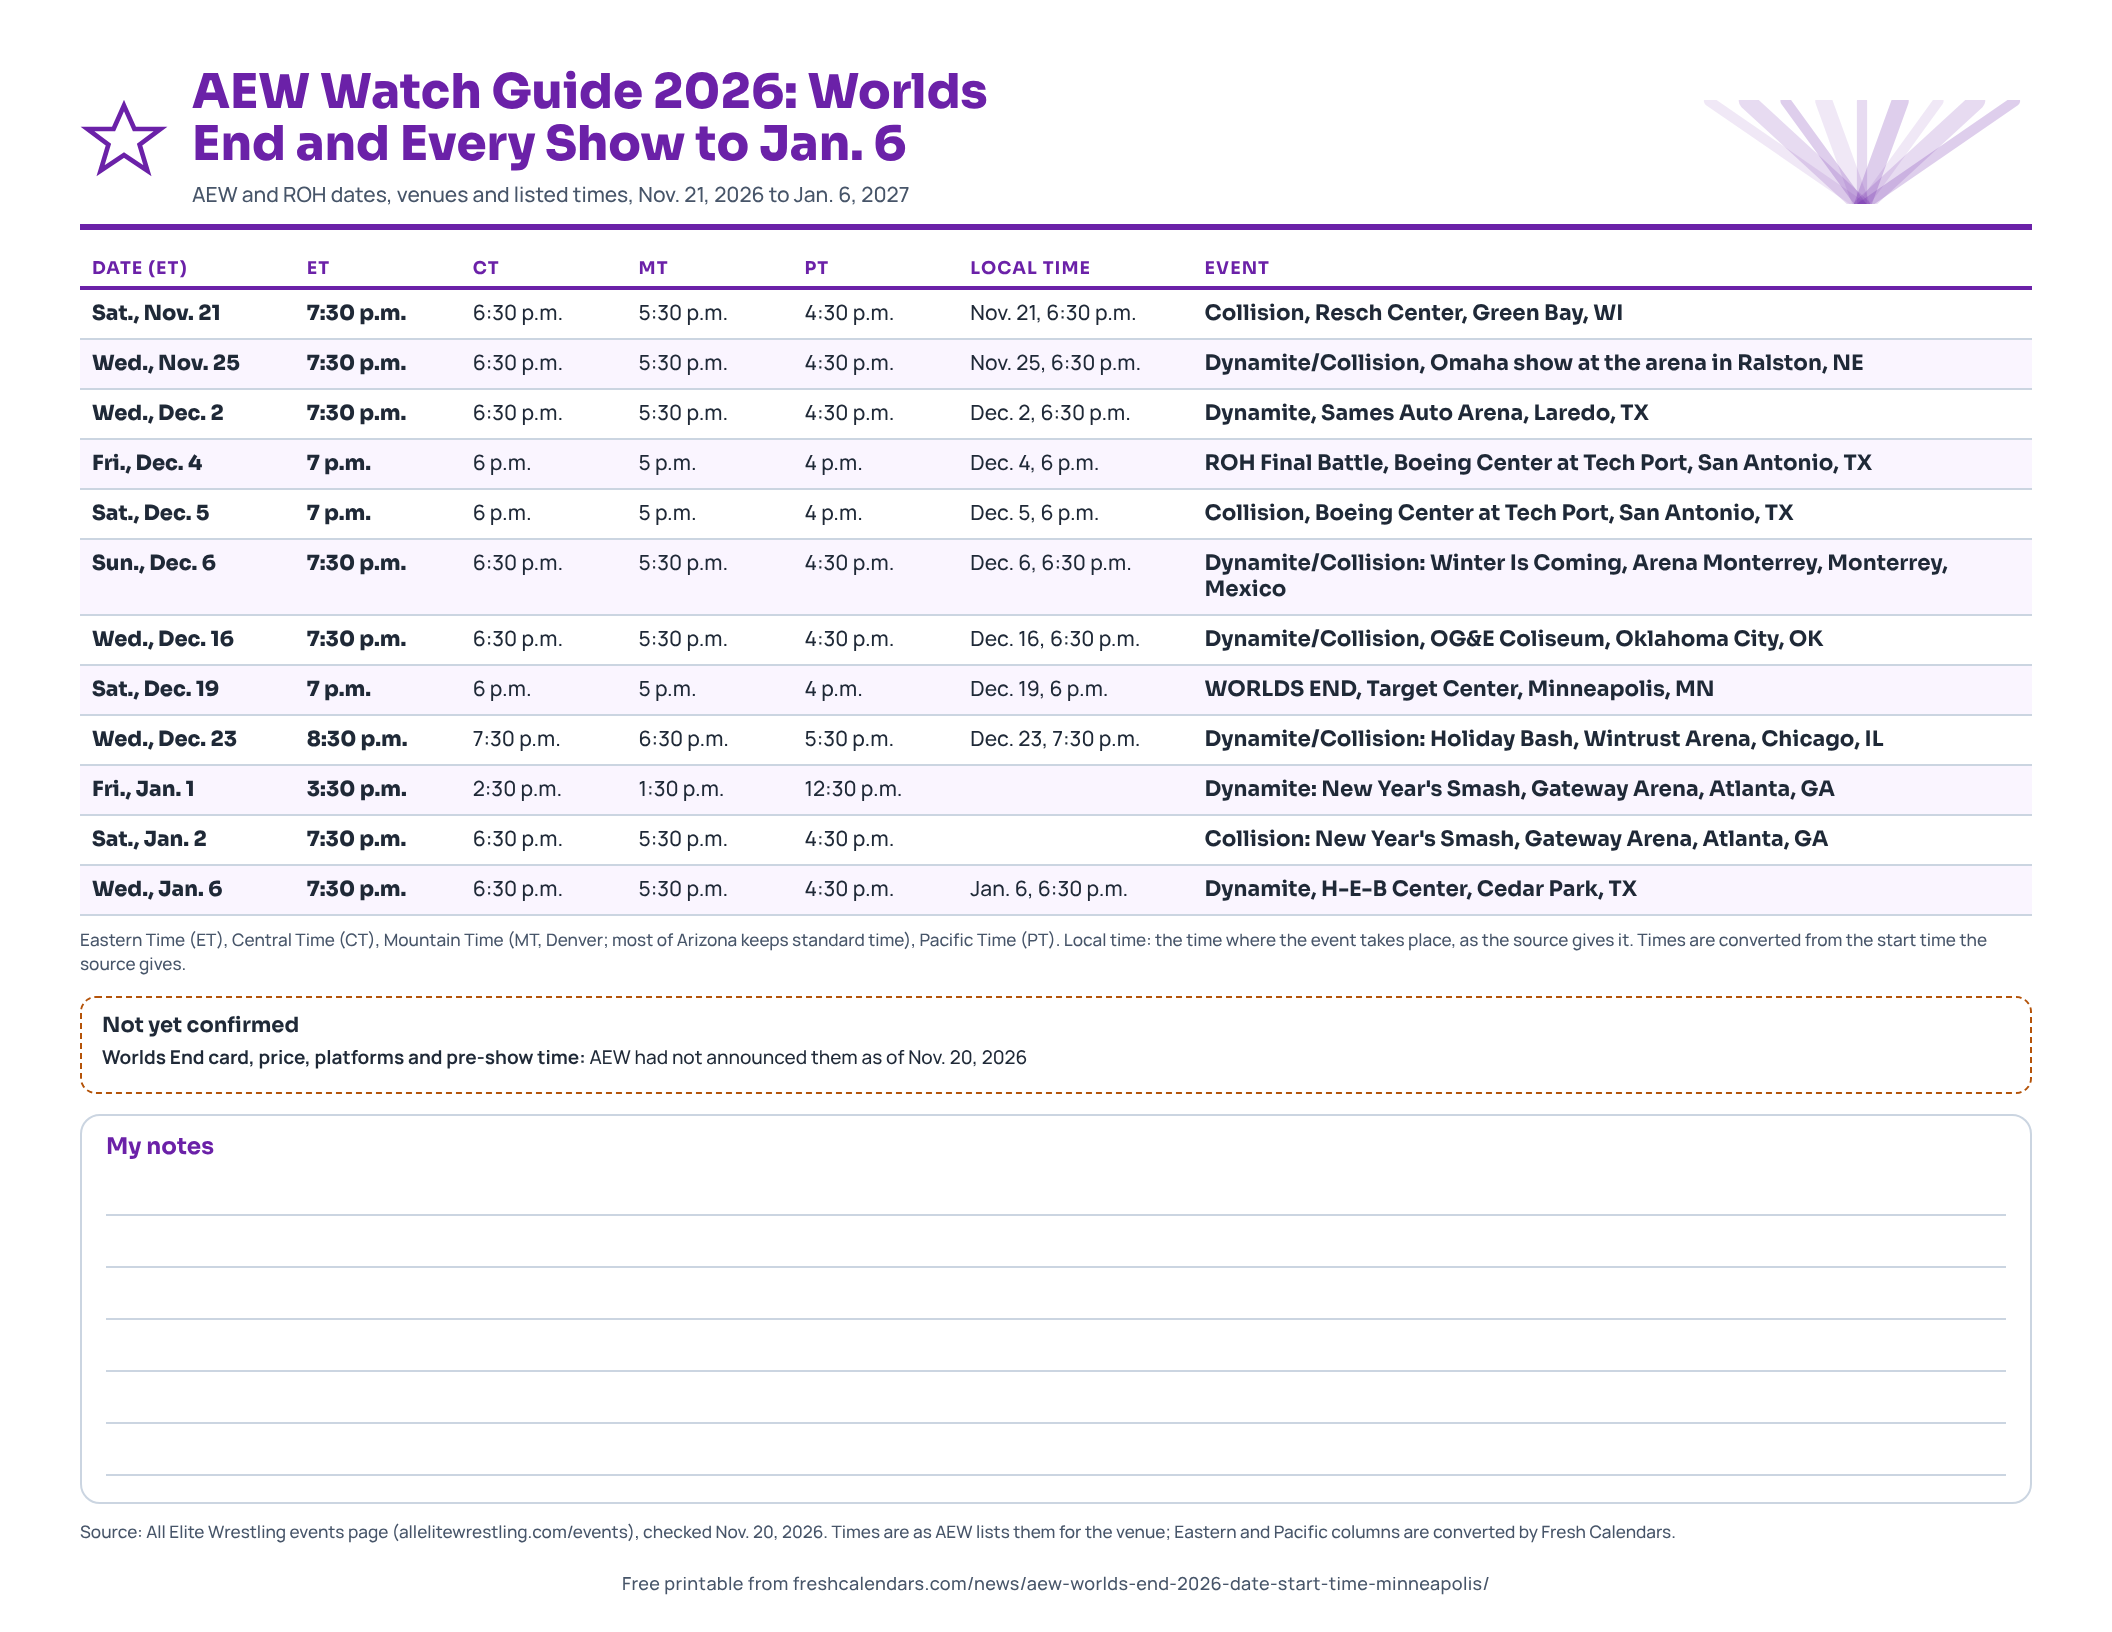 AEW Watch Guide 2026: Worlds
End and Every Show to Jan. 6
AEW and ROH dates, venues and listed times, Nov. 21, 2026 to Jan. 6, 2027
DATE (ET) ET CT MT PT LOCAL TIME EVENT
Sat., Nov. 21 7:30 p.m. 6:30 p.m. 5:30 p.m. 4:30 p.m. Nov. 21, 6:30 p.m. Collision, Resch Center, Green Bay, WI
Wed., Nov. 25 7:30 p.m. 6:30 p.m. 5:30 p.m. 4:30 p.m. Nov. 25, 6:30 p.m. Dynamite/Collision, Omaha show at the arena in Ralston, NE
Wed., Dec. 2 7:30 p.m. 6:30 p.m. 5:30 p.m. 4:30 p.m. Dec. 2, 6:30 p.m. Dynamite, Sames Auto Arena, Laredo, TX
Fri., Dec. 4 7 p.m. 6 p.m. 5 p.m. 4 p.m. Dec. 4, 6 p.m. ROH Final Battle, Boeing Center at Tech Port, San Antonio, TX
Sat., Dec. 5 7 p.m. 6 p.m. 5 p.m. 4 p.m. Dec. 5, 6 p.m. Collision, Boeing Center at Tech Port, San Antonio, TX
Sun., Dec. 6 7:30 p.m. 6:30 p.m. 5:30 p.m. 4:30 p.m. Dec. 6, 6:30 p.m. Dynamite/Collision: Winter Is Coming, Arena Monterrey, Monterrey,
Mexico
Wed., Dec. 16 7:30 p.m. 6:30 p.m. 5:30 p.m. 4:30 p.m. Dec. 16, 6:30 p.m. Dynamite/Collision, OG&E Coliseum, Oklahoma City, OK
Sat., Dec. 19 7 p.m. 6 p.m. 5 p.m. 4 p.m. Dec. 19, 6 p.m. WORLDS END, Target Center, Minneapolis, MN
Wed., Dec. 23 8:30 p.m. 7:30 p.m. 6:30 p.m. 5:30 p.m. Dec. 23, 7:30 p.m. Dynamite/Collision: Holiday Bash, Wintrust Arena, Chicago, IL
Fri., Jan. 1 3:30 p.m. 2:30 p.m. 1:30 p.m. 12:30 p.m. Dynamite: New Year's Smash, Gateway Arena, Atlanta, GA
Sat., Jan. 2 7:30 p.m. 6:30 p.m. 5:30 p.m. 4:30 p.m. Collision: New Year's Smash, Gateway Arena, Atlanta, GA
Wed., Jan. 6 7:30 p.m. 6:30 p.m. 5:30 p.m. 4:30 p.m. Jan. 6, 6:30 p.m. Dynamite, H-E-B Center, Cedar Park, TX
Eastern Time (ET), Central Time (CT), Mountain Time (MT, Denver; most of Arizona keeps standard time), Pacific Time (PT). Local time: the time where the event takes place, as the source gives it. Times are converted from the start time the
source gives.
Not yet confirmed
Worlds End card, price, platforms and pre-show time: AEW had not announced them as of Nov. 20, 2026
My notes
Source: All Elite Wrestling events page (allelitewrestling.com/events), checked Nov. 20, 2026. Times are as AEW lists them for the venue; Eastern and Pacific columns are converted by Fresh Calendars.
Free printable from freshcalendars.com/news/aew-worlds-end-2026-date-start-time-minneapolis/